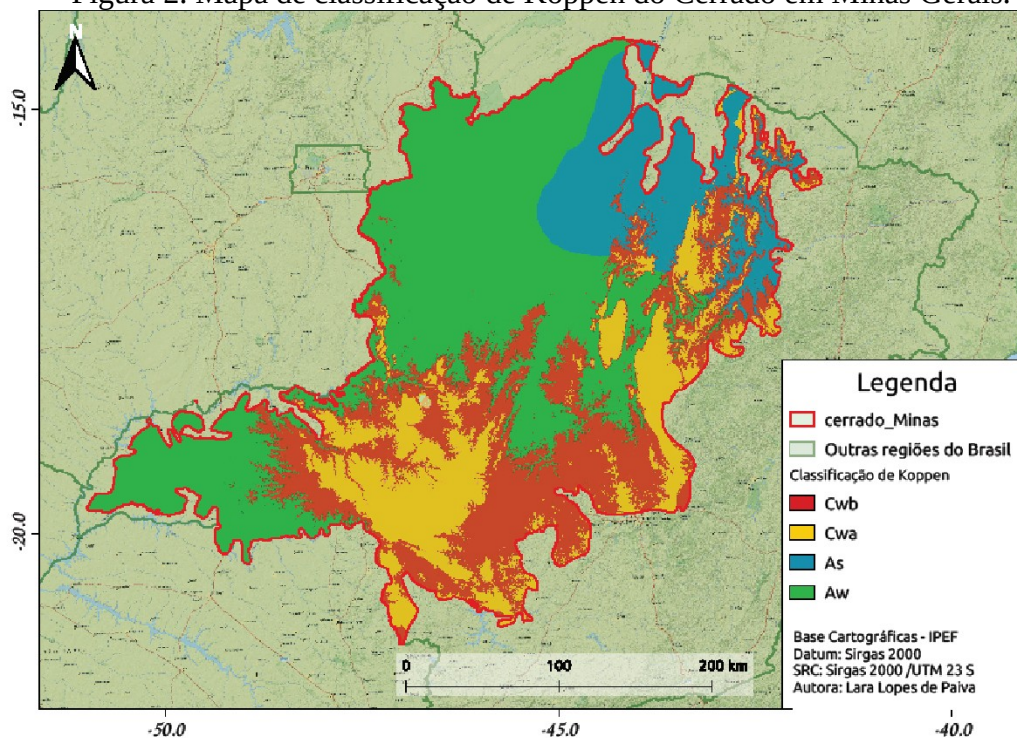 Figura 2: Mapa de classificação de Koppen do Cerrado em Minas Gerais.
N
-15.0
-20.0
Legenda
cerrado_Minas
Outras regiões do Brasil
Classificação de Koppen
Cwb
Cwa
As
Aw
Base Cartográficas - IPEF
Datum: Sirgas 2000
SRC: Sirgas 2000 /UTM 23 S
Autora: Lara Lopes de Paiva
0 100 200 km
-50.0 -45.0 -40.0